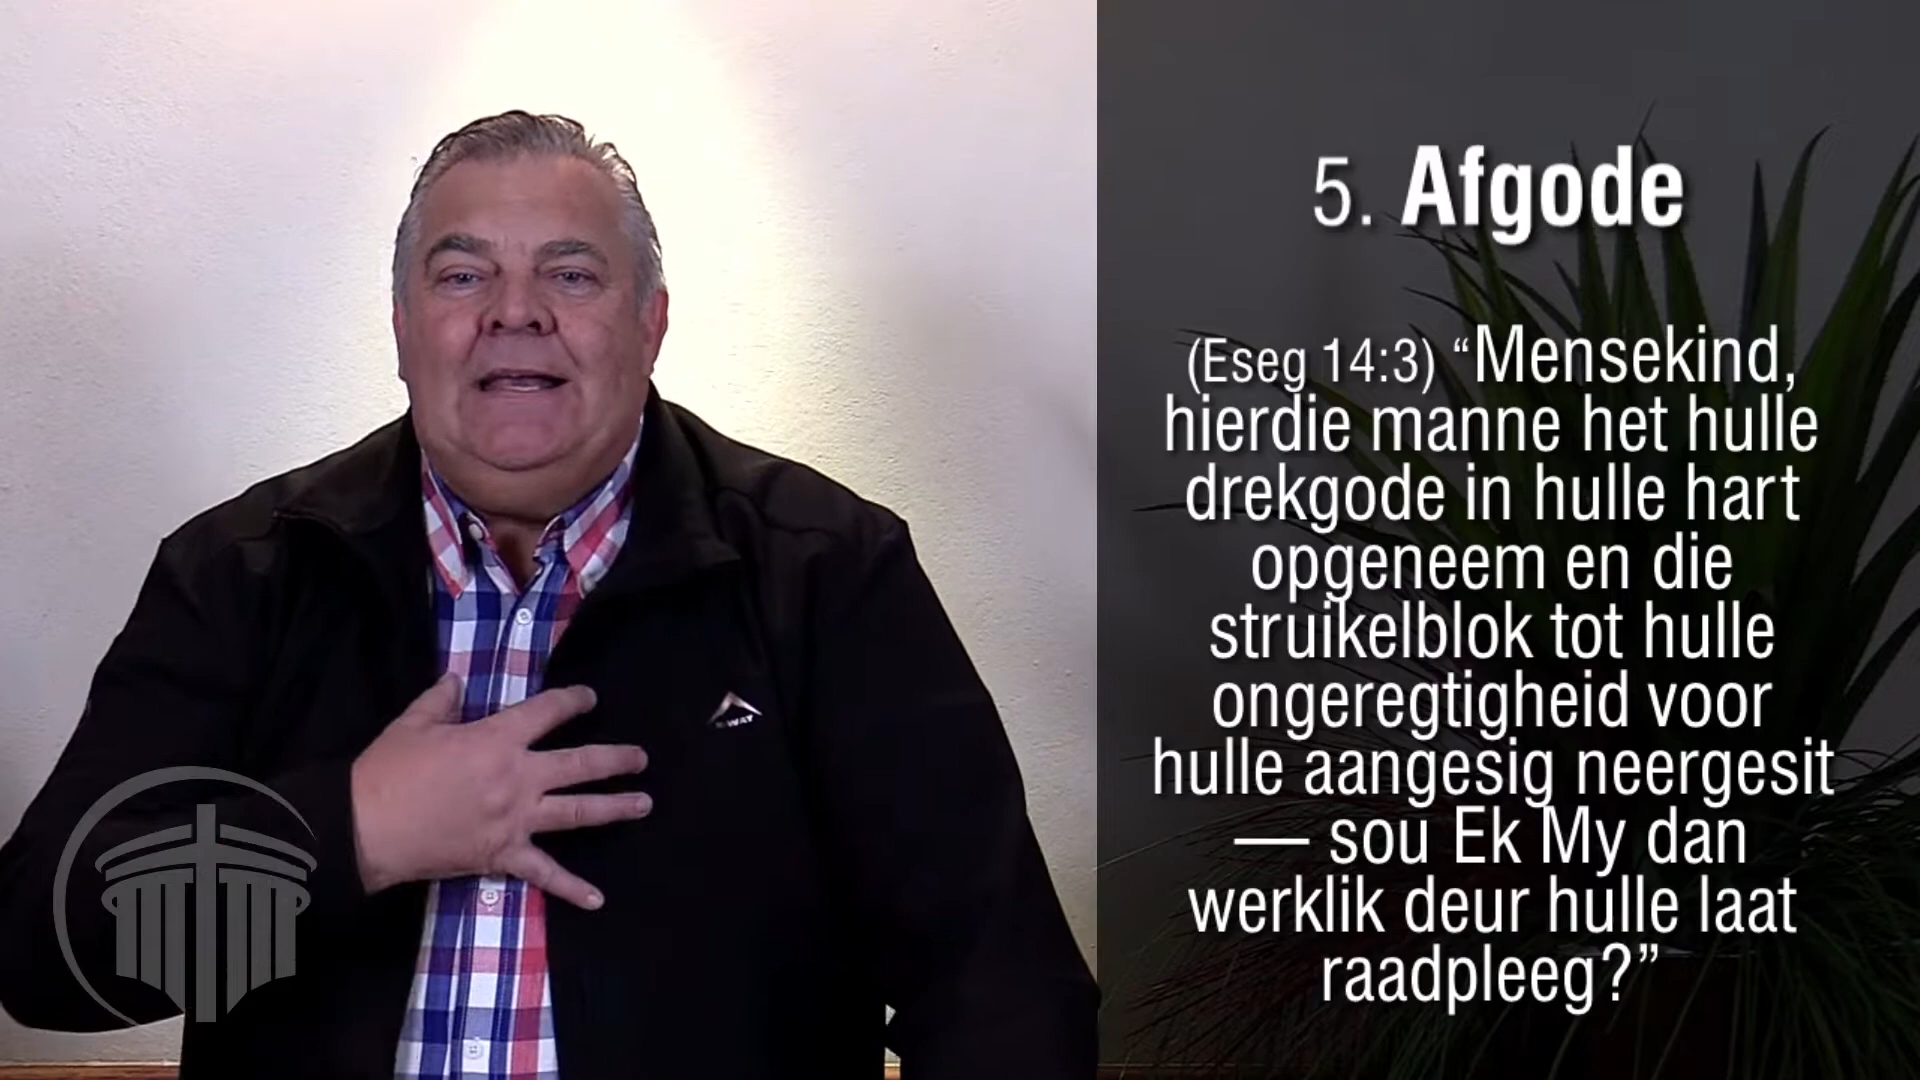 5. Afgode
(Eseg 14:3) “Mensekind,
hierdie manne het hulle
drekgode in hulle hart
opgeneem en die
struikelblok tot hulle
ongeregtigheid voor
hulle aangesig neergesit
— sou Ek My dan
werklik deur hulle laat
raadpleeg?”
K-WAY